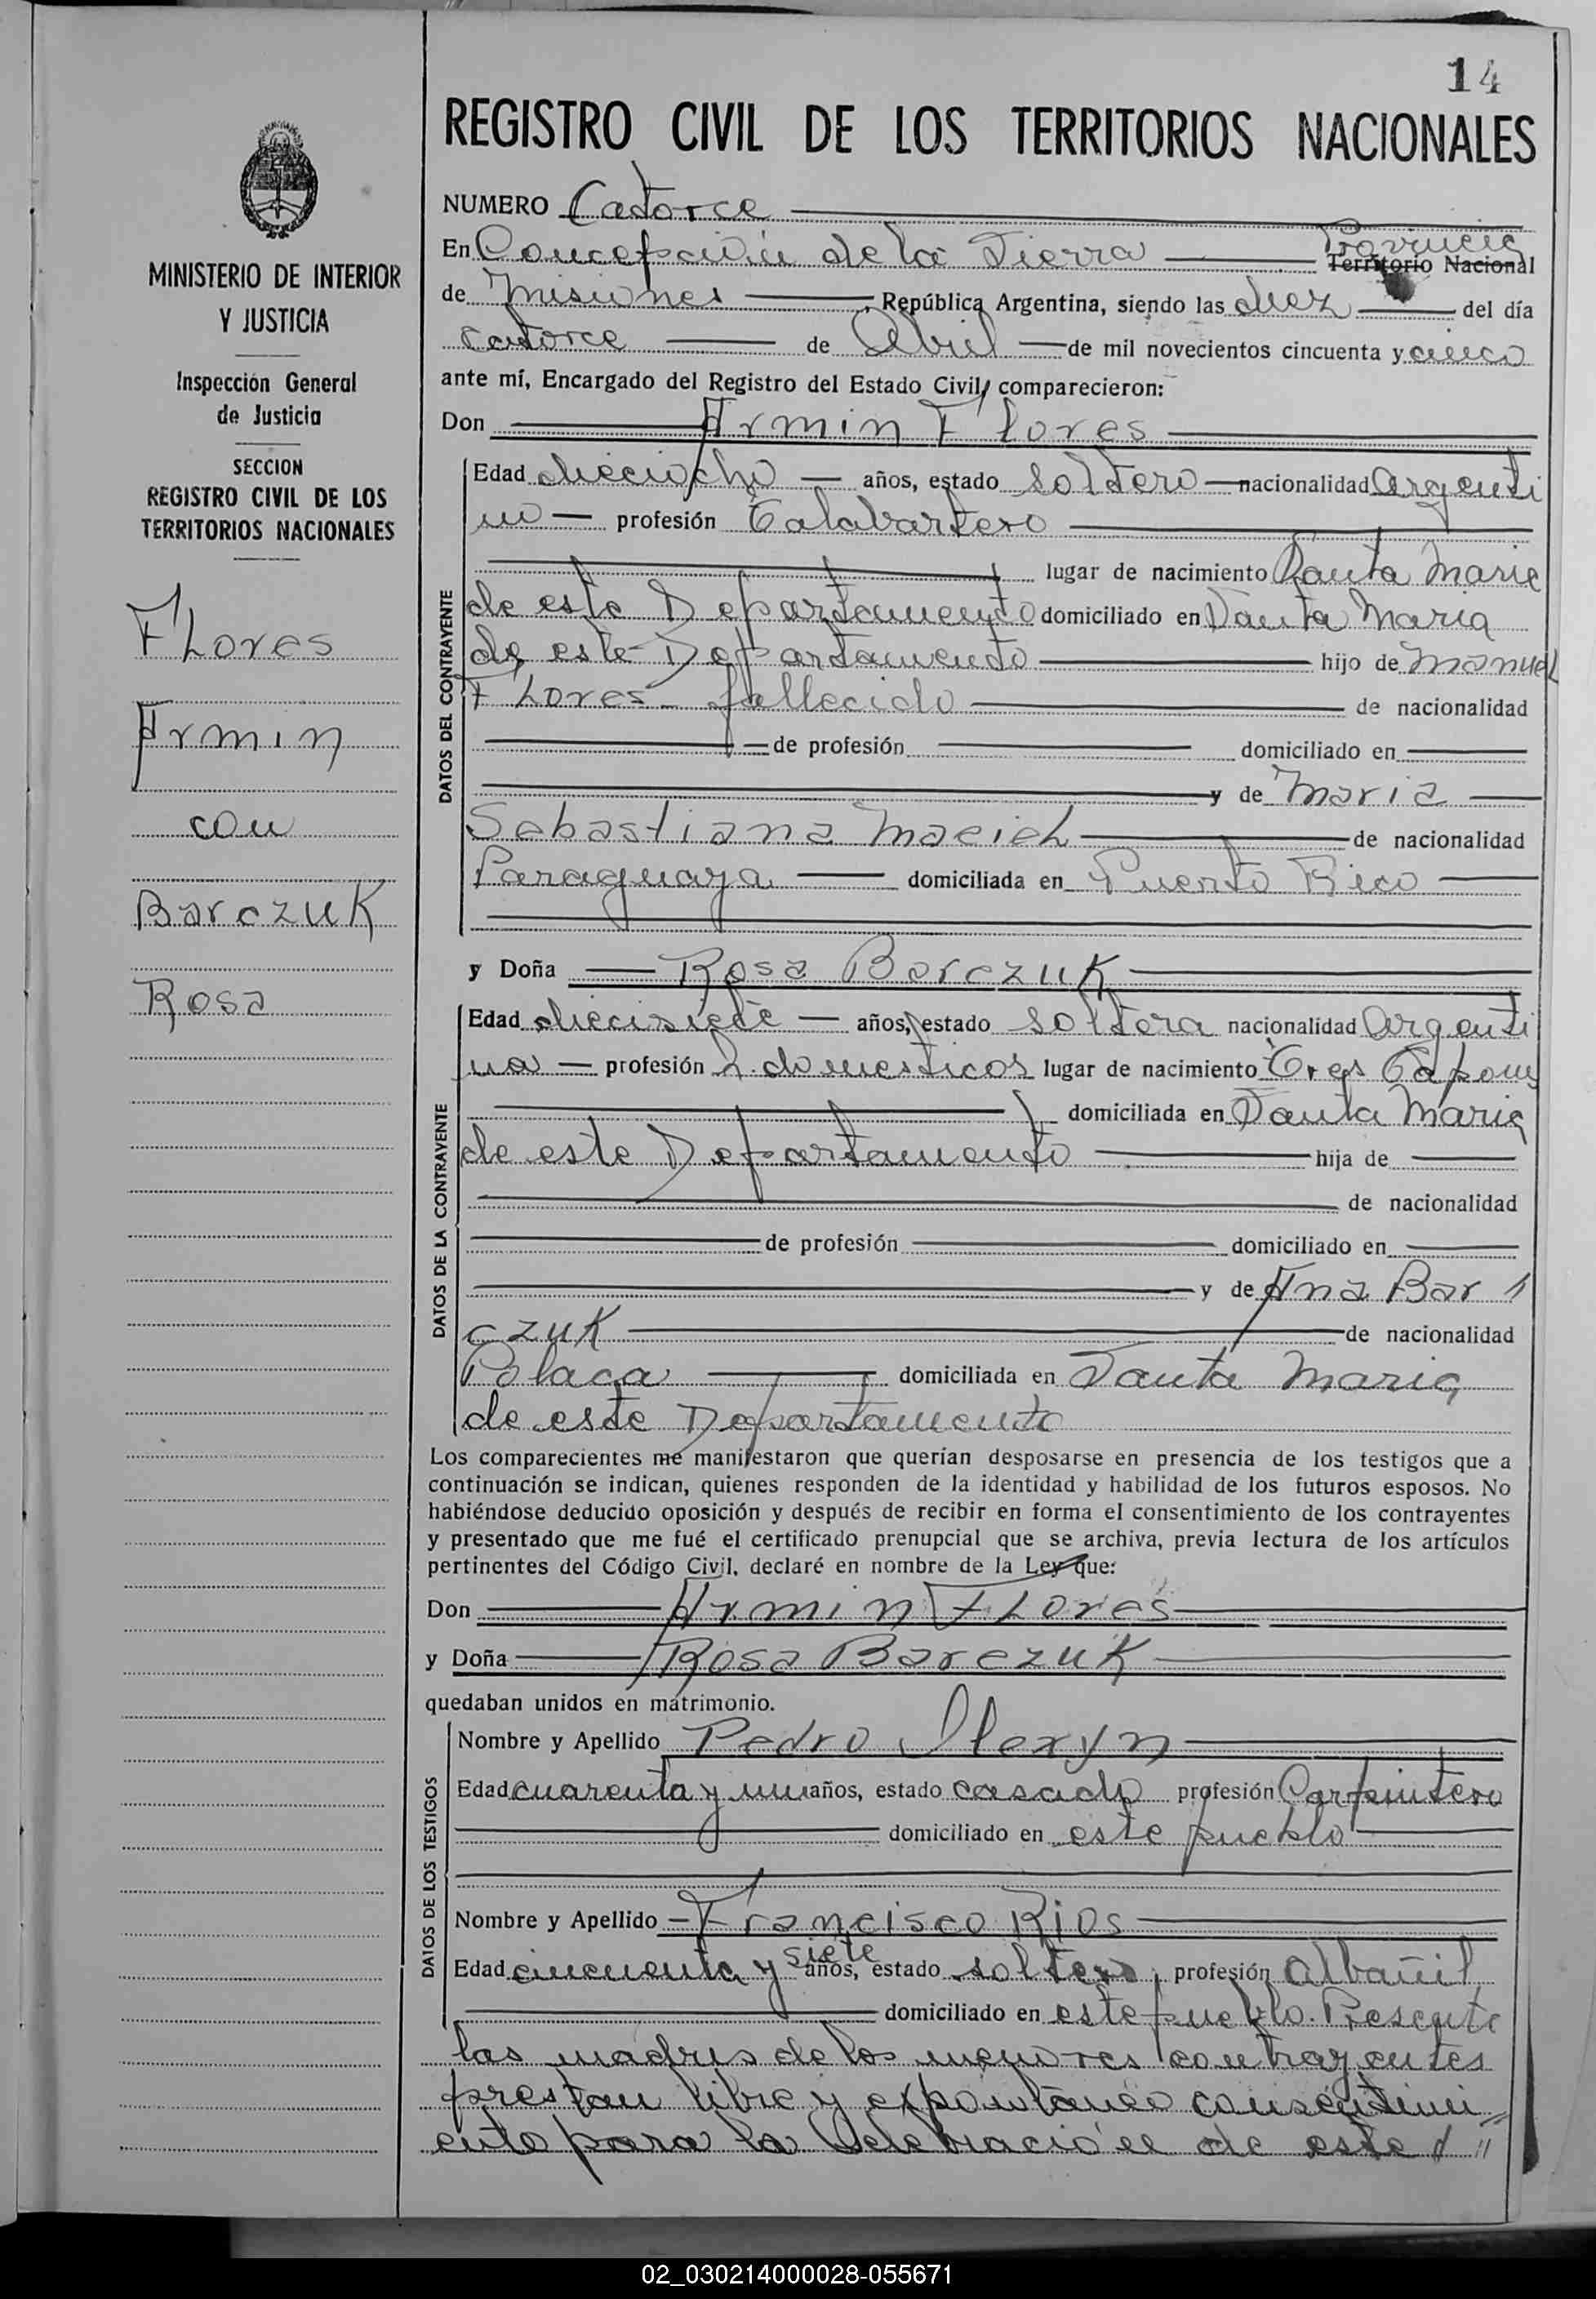 14
REGISTRO CIVIL DE LOS TERRITORIOS NACIONALES
MINISTERIO DE INTERIOR
Y JUSTICIA
Inspección General
de Justicia
SECCION
REGISTRO CIVIL DE LOS
TERRITORIOS NACIONALES
Flores
Armin
con
Barczuk
Rosa
NUMERO Catorce
En Concepción de la Sierra Provincia Territorio Nacional
de Misiones, República Argentina, siendo las diez del día
catorce de Abril de mil novecientos cincuenta y cinco
ante mí, Encargado del Registro del Estado Civil, comparecieron:
Don Armin Flores
DATOS DEL CONTRAYENTE
Edad dieciocho años, estado soltero nacionalidad Argenti
no profesión Talabartero
lugar de nacimiento Santa Maria
de este Departamento domiciliado en Santa Maria
de este Departamento hijo de Manuel
Flores - fallecido de nacionalidad
de profesión domiciliado en
y de Maria
Sebastiana Maciel de nacionalidad
Paraguaya domiciliada en Puerto Rico
y Doña Rosa Barczuk
DATOS DE LA CONTRAYENTE
Edad diecisiete años, estado soltera nacionalidad Argenti
na profesión Q. domesticos lugar de nacimiento Tres Capones
domiciliada en Santa Maria
de este Departamento hija de
de nacionalidad
de profesión domiciliado en
y de Ana Bar
czuk de nacionalidad
Polaca domiciliada en Santa Maria
de este Departamento
Los comparecientes me manifestaron que querían desposarse en presencia de los testigos que a
continuación se indican, quienes responden de la identidad y habilidad de los futuros esposos. No
habiéndose deducido oposición y después de recibir en forma el consentimiento de los contrayentes
y presentado que me fué el certificado prenupcial que se archiva, previa lectura de los artículos
pertinentes del Código Civil, declaré en nombre de la Ley que:
Don Armin Flores
y Doña Rosa Barczuk
quedaban unidos en matrimonio.
DATOS DE LOS TESTIGOS
Nombre y Apellido Pedro
Edad cuarenta y un años, estado casado profesión Carpintero
domiciliado en este pueblo
Nombre y Apellido Francisco Rios
Edad cincuenta y siete años, estado soltero, profesión Albañil
domiciliado en este pueblo. Presente
las madres de los menores contrayentes
prestan libre y expontáneo consentimi
ento para la Celebración de este
02_030214000028-055671